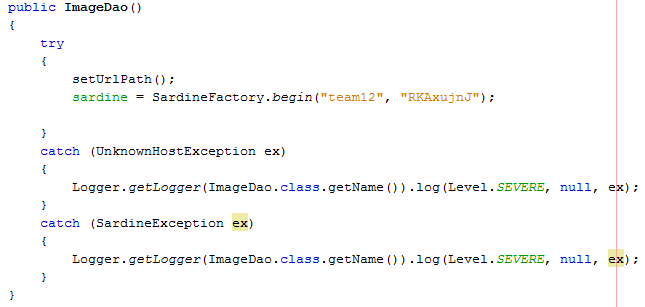 public ImageDao()
{
    try
    {
        setUrlPath();
        sardine = SardineFactory.begin("team12", "RKAxujnJ");

    }
    catch (UnknownHostException ex)
    {
        Logger.getLogger(ImageDao.class.getName()).log(Level.SEVERE, null, ex);
    }
    catch (SardineException ex)
    {
        Logger.getLogger(ImageDao.class.getName()).log(Level.SEVERE, null, ex);
    }
}